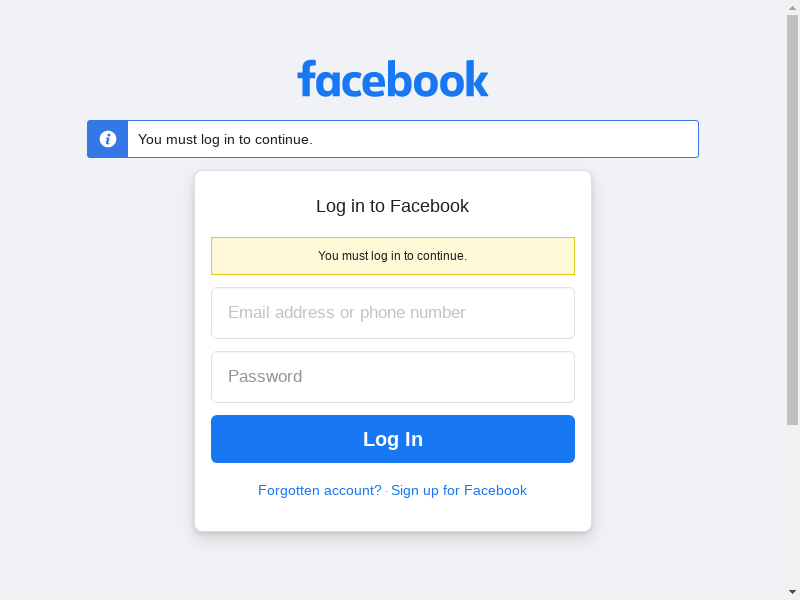 facebook
You must log in to continue.
Log in to Facebook
You must log in to continue.
Email address or phone number
Password
Log In
Forgotten account? · Sign up for Facebook